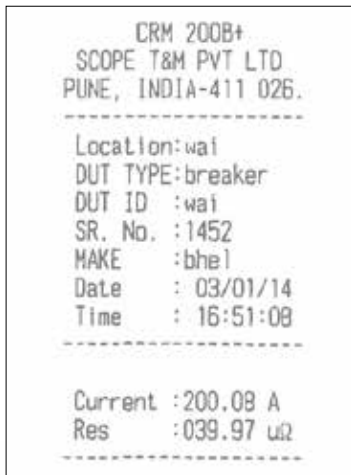 CRM 200B+
SCOPE T&M PVT LTD
PUNE, INDIA-411 026.
Location:wai
DUT TYPE:breaker
DUT ID :wai
SR. No. :1452
MAKE :bhel
Date : 03/01/14
Time : 16:51:08
Current :200.08 A
Res :039.97 uΩ